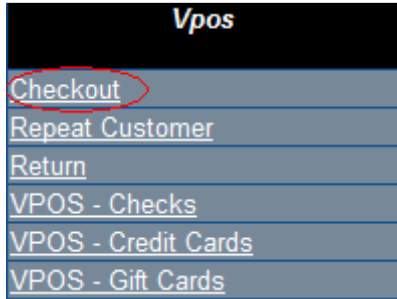 Vpos
Checkout
Repeat Customer
Return
VPOS - Checks
VPOS - Credit Cards
VPOS - Gift Cards